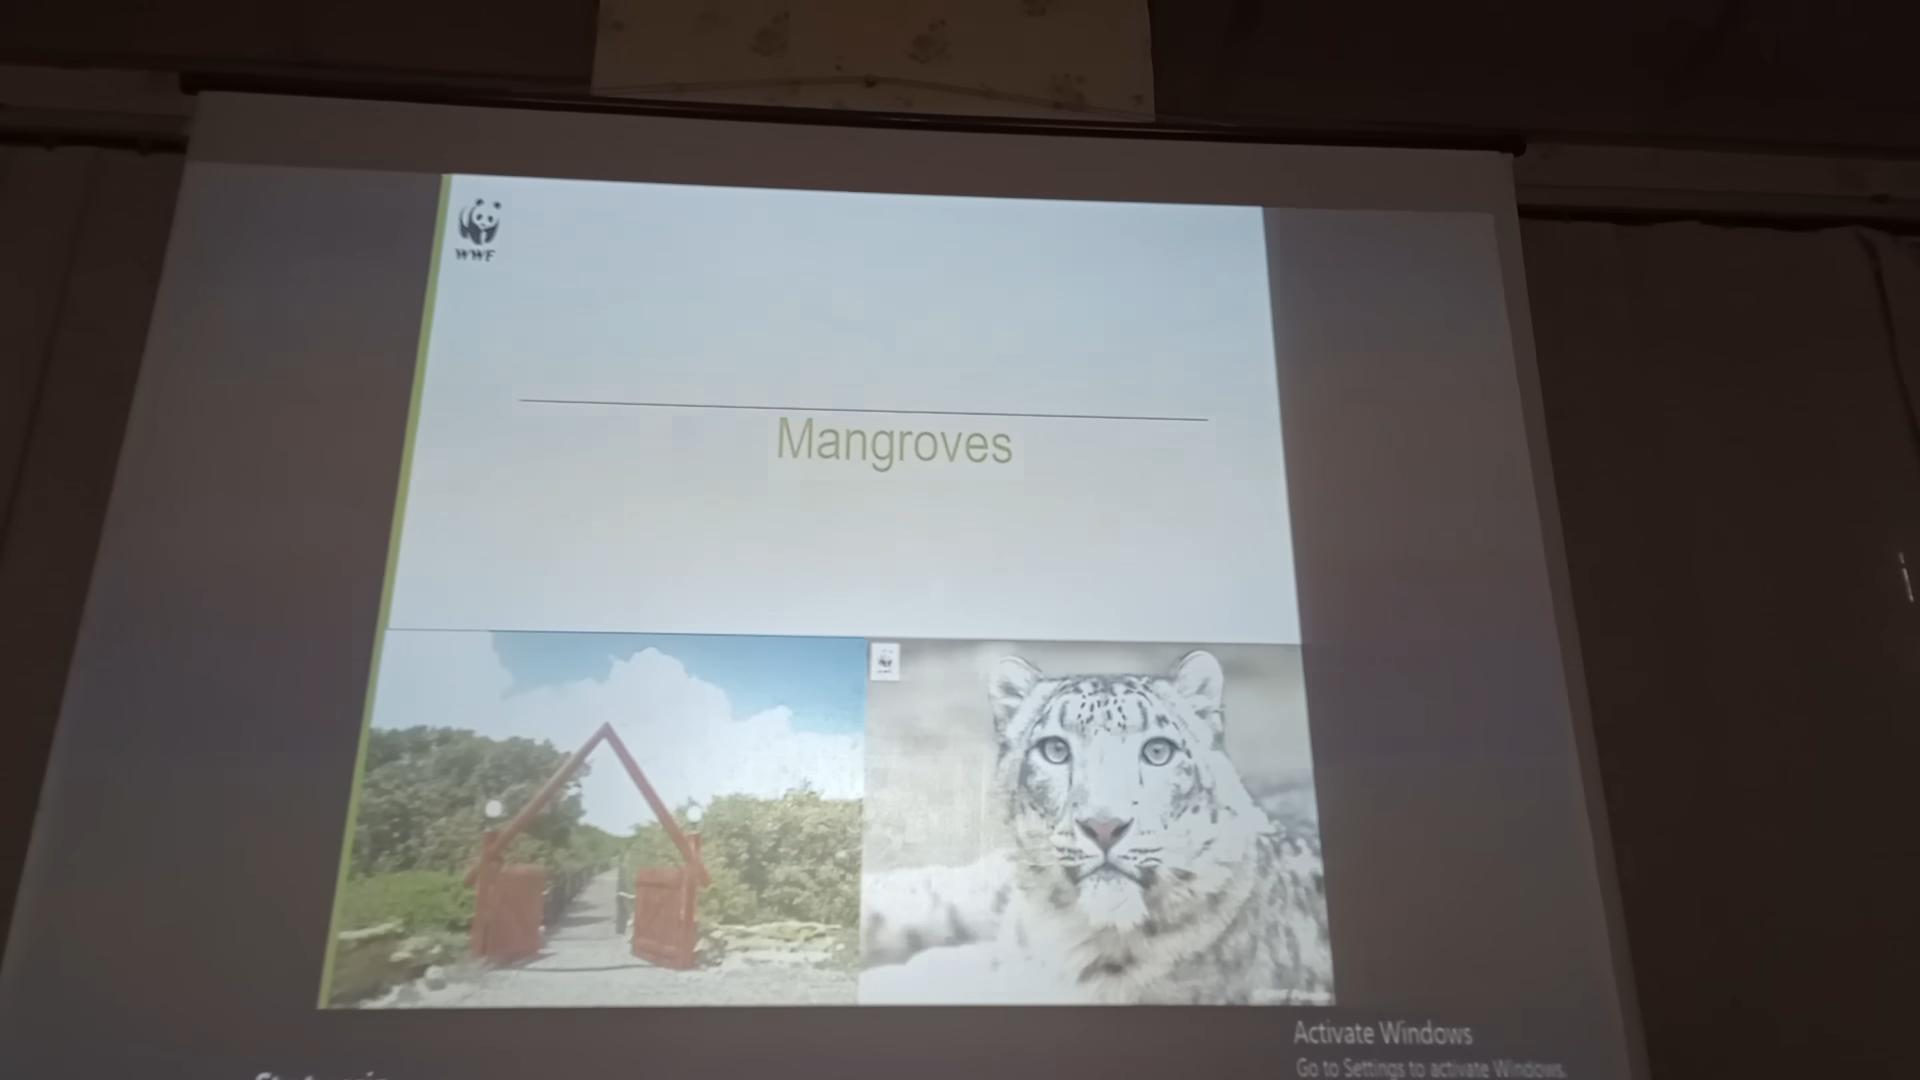 WWF
Mangroves
Activate Windows
Go to Settings to activate Windows.